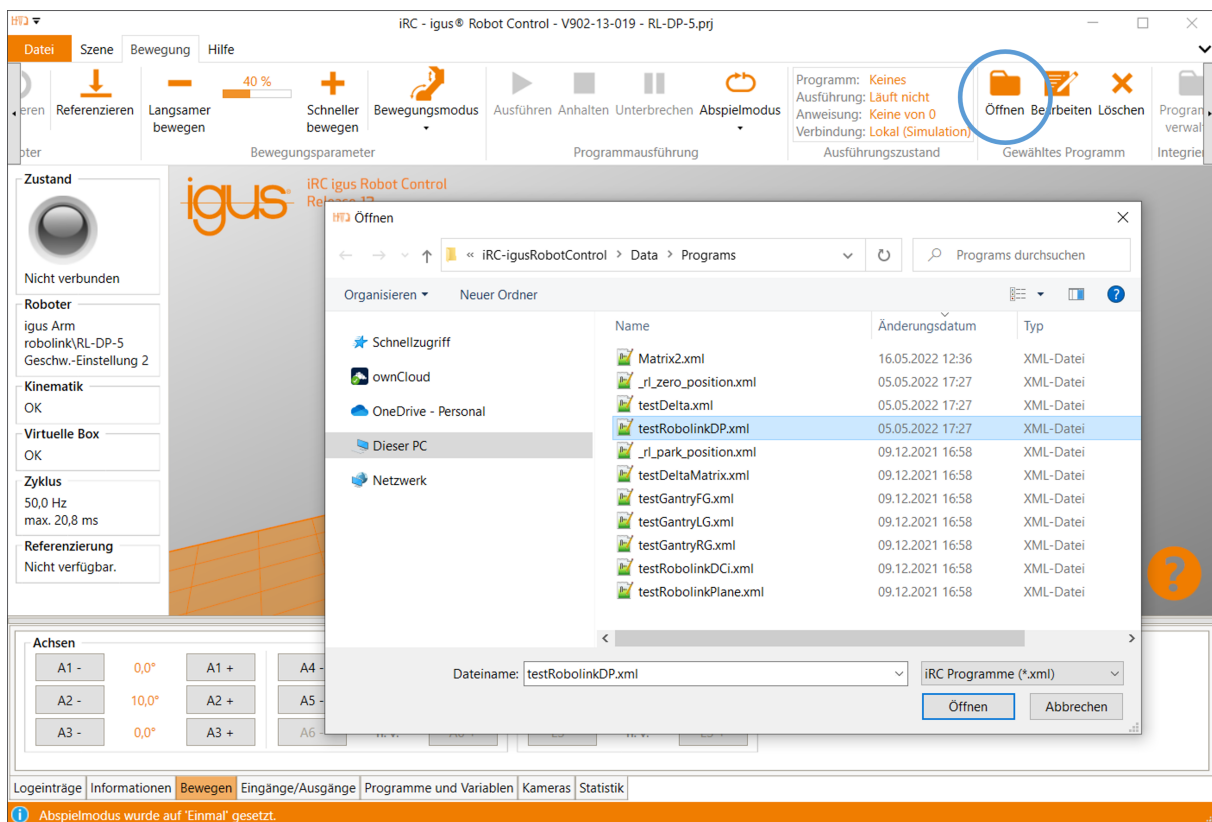 iRC - igus® Robot Control - V902-13-019 - RL-DP-5.prj
Datei Szene Bewegung Hilfe
40 %
Referenzieren Langsamer bewegen Schneller bewegen Bewegungsmodus Ausführen Anhalten Unterbrechen Abspielmodus
Programm: Keines
Ausführung: Läuft nicht
Anweisung: Keine von 0
Verbindung: Lokal (Simulation)
Öffnen Bearbeiten Löschen
Bewegungsparameter Programmausführung Ausführungszustand Gewähltes Programm
Zustand
Nicht verbunden
Roboter
igus Arm
robolink\RL-DP-5
Geschw.-Einstellung 2
Kinematik
OK
Virtuelle Box
OK
Zyklus
50,0 Hz
max. 20,8 ms
Referenzierung
Nicht verfügbar.
igus
iRC igus Robot Control
Öffnen
« iRC-igusRobotControl > Data > Programs
Programs durchsuchen
Organisieren Neuer Ordner
Schnellzugriff
ownCloud
OneDrive - Personal
Dieser PC
Netzwerk
Name Änderungsdatum Typ
Matrix2.xml 16.05.2022 12:36 XML-Datei
_rl_zero_position.xml 05.05.2022 17:27 XML-Datei
testDelta.xml 05.05.2022 17:27 XML-Datei
testRobolinkDP.xml 05.05.2022 17:27 XML-Datei
_rl_park_position.xml 09.12.2021 16:58 XML-Datei
testDeltaMatrix.xml 09.12.2021 16:58 XML-Datei
testGantryFG.xml 09.12.2021 16:58 XML-Datei
testGantryLG.xml 09.12.2021 16:58 XML-Datei
testGantryRG.xml 09.12.2021 16:58 XML-Datei
testRobolinkDCi.xml 09.12.2021 16:58 XML-Datei
testRobolinkPlane.xml 09.12.2021 16:58 XML-Datei
Dateiname: testRobolinkDP.xml iRC Programme (*.xml)
Öffnen Abbrechen
?
Achsen
A1 - 0,0° A1 + A4 -
A2 - 10,0° A2 + A5 -
A3 - 0,0° A3 + A6 -
Logeinträge Informationen Bewegen Eingänge/Ausgänge Programme und Variablen Kameras Statistik
Abspielmodus wurde auf 'Einmal' gesetzt.